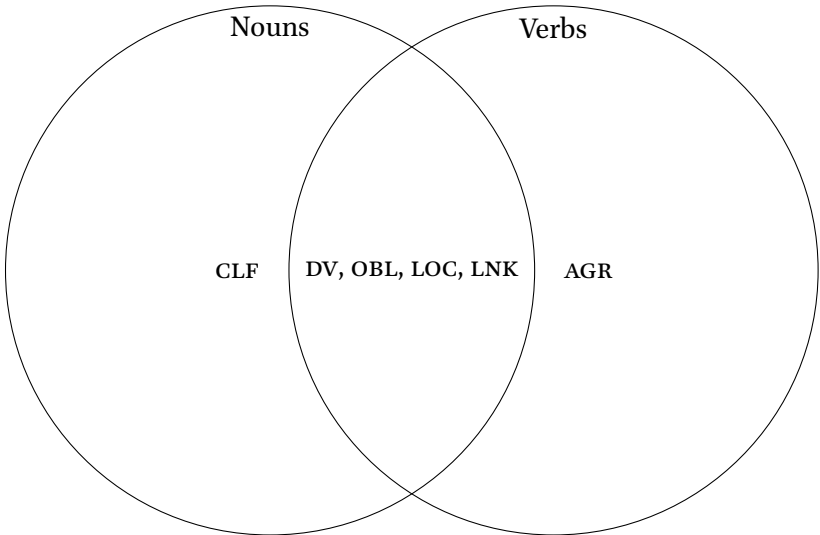 Nouns
Verbs
CLF
DV, OBL, LOC, LNK
AGR